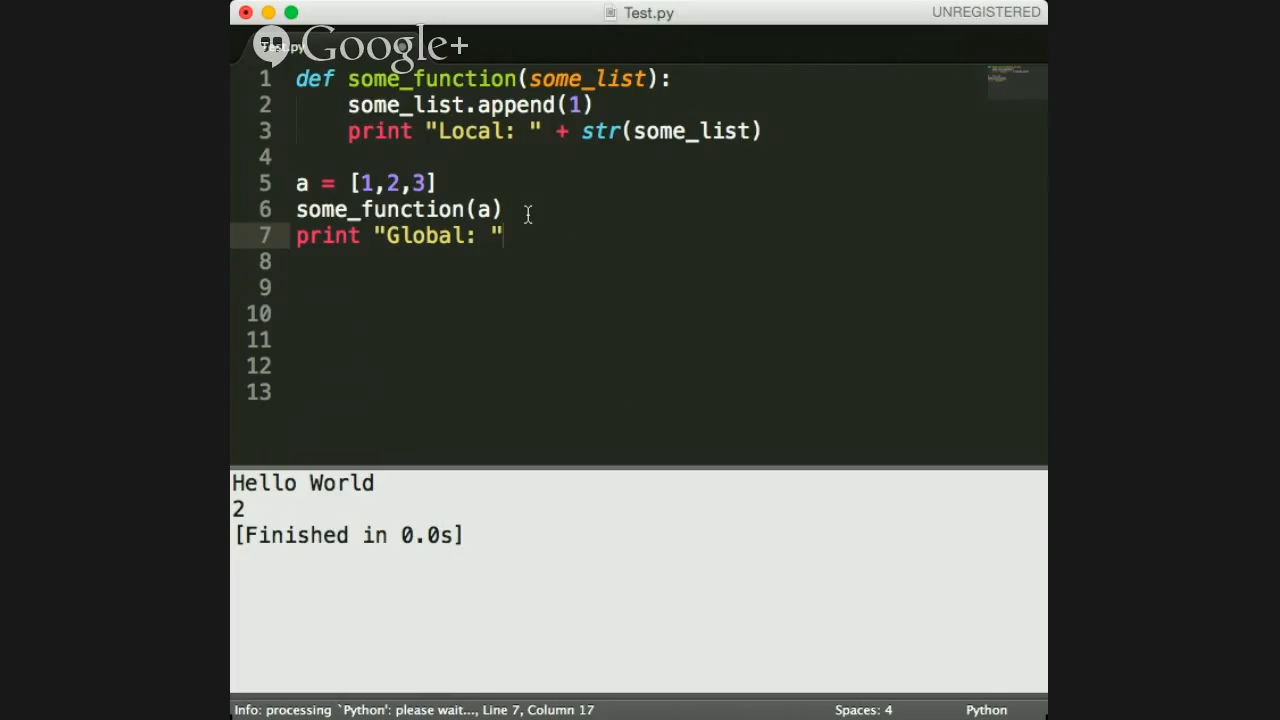 Test.py
UNREGISTERED
Test.py
Google+
1 def some_function(some_list):
2     some_list.append(1)
3     print "Local: " + str(some_list)
4
5 a = [1,2,3]
6 some_function(a)
7 print "Global: "
8
9
10
11
12
13
Hello World
2
[Finished in 0.0s]
Info: processing `Python': please wait..., Line 7, Column 17
Spaces: 4
Python